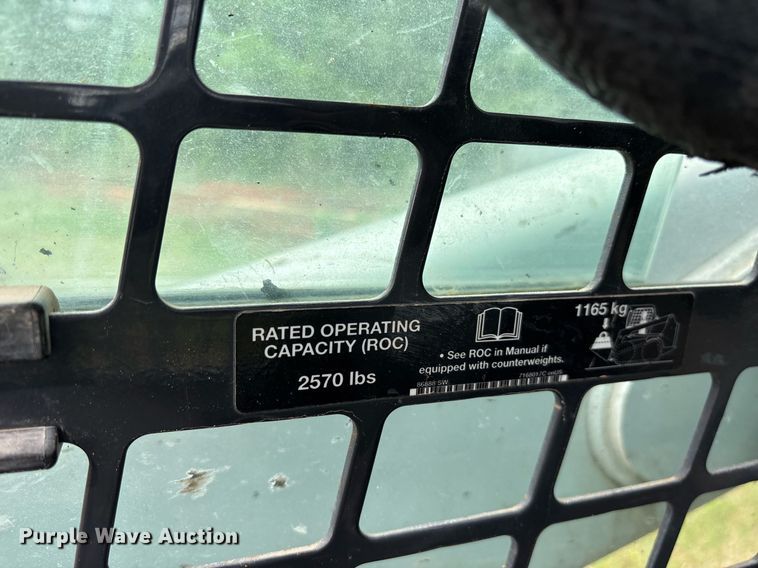 RATED OPERATING
CAPACITY (ROC)
2570 lbs
• See ROC in Manual if
equipped with counterweights.
1165 kg
Purple Wave Auction